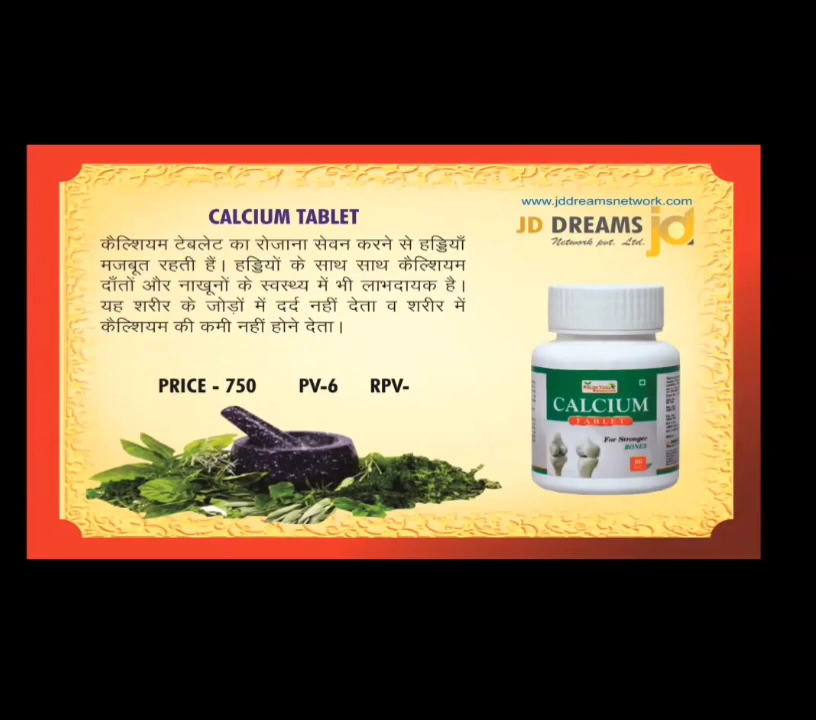 www.jddreamsnetwork.com
JD DREAMS jd
Network pvt. Ltd.
CALCIUM TABLET
कैल्शियम टेबलेट का रोजाना सेवन करने से हड्डियाँ
मजबूत रहती हैं। हड्डियों के साथ साथ कैल्शियम
दाँतों और नाखूनों के स्वस्थ्य में भी लाभदायक है।
यह शरीर के जोड़ों में दर्द नहीं देता व शरीर में
कैल्शियम की कमी नहीं होने देता।
PRICE - 750 PV-6 RPV-
CALCIUM
TABLET
For Stronger
BONES